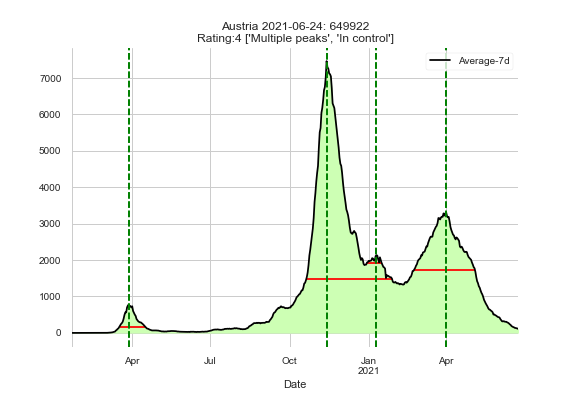 Austria 2021-06-24: 649922
Rating:4 ['Multiple peaks', 'In control']
Average-7d
7000
6000
5000
4000
3000
2000
1000
0
Apr
Jul
Oct
Jan
2021
Apr
Date